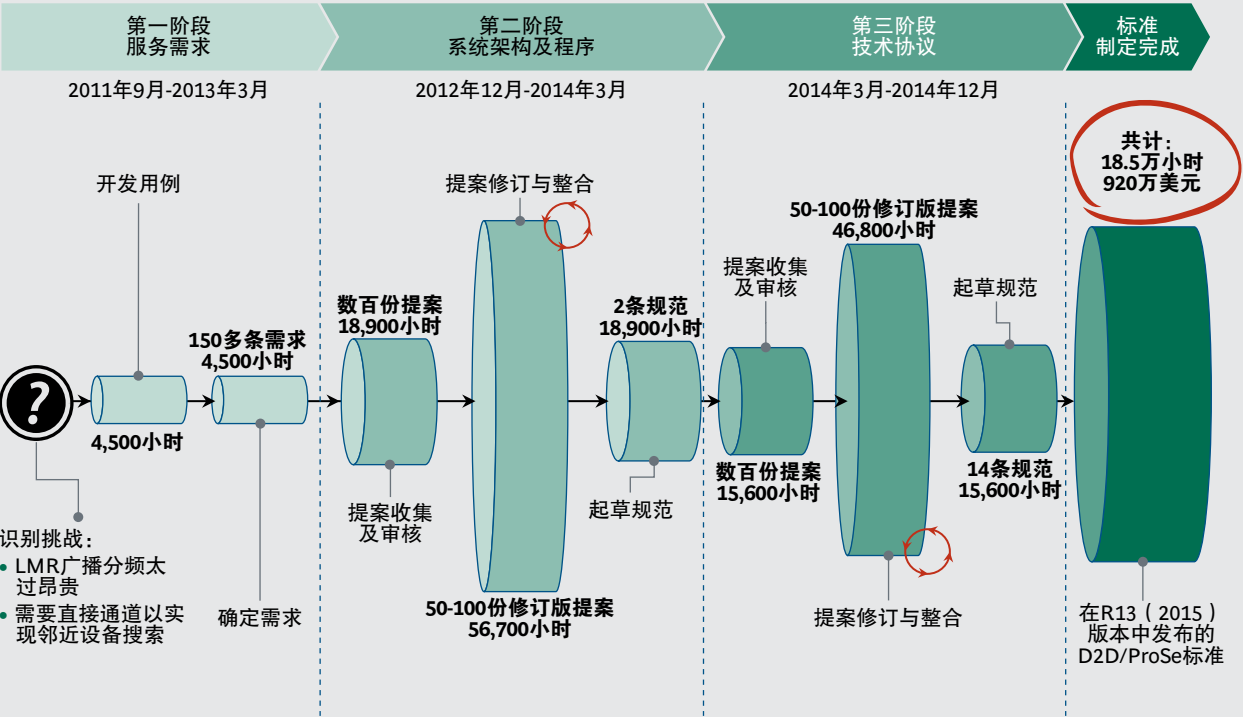 第一阶段
服务需求
第二阶段
系统架构及程序
第三阶段
技术协议
标准
制定完成
2011年9月-2013年3月
2012年12月-2014年3月
2014年3月-2014年12月
共计：
18.5万小时
920万美元
开发用例
4,500小时
150多条需求
4,500小时
确定需求
?
识别挑战：
• LMR广播分频太
过昂贵
• 需要直接通道以实
现邻近设备搜索
数百份提案
18,900小时
提案收集
及审核
提案修订与整合
50-100份修订版提案
56,700小时
2条规范
18,900小时
起草规范
提案收集
及审核
数百份提案
15,600小时
50-100份修订版提案
46,800小时
提案修订与整合
起草规范
14条规范
15,600小时
在R13（2015）
版本中发布的
D2D/ProSe标准